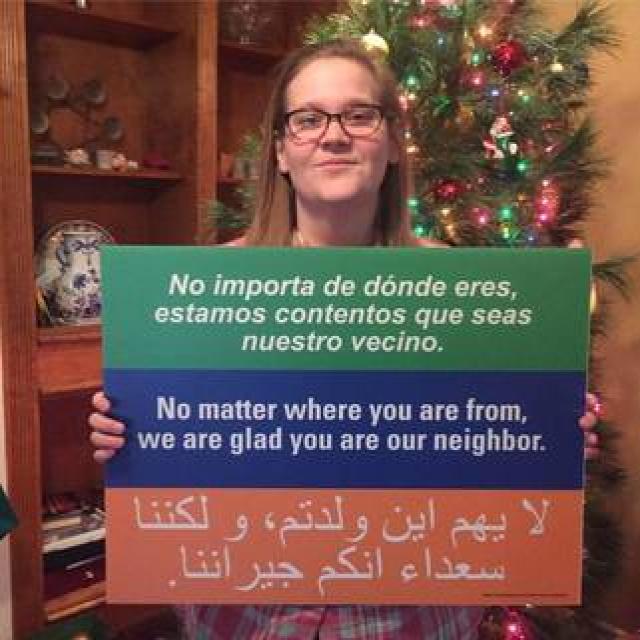 No importa de dónde eres,
estamos contentos que seas
nuestro vecino.
No matter where you are from,
we are glad you are our neighbor.
لا يهم اين ولدتم، و لكننا
سعداء انكم جيراننا.